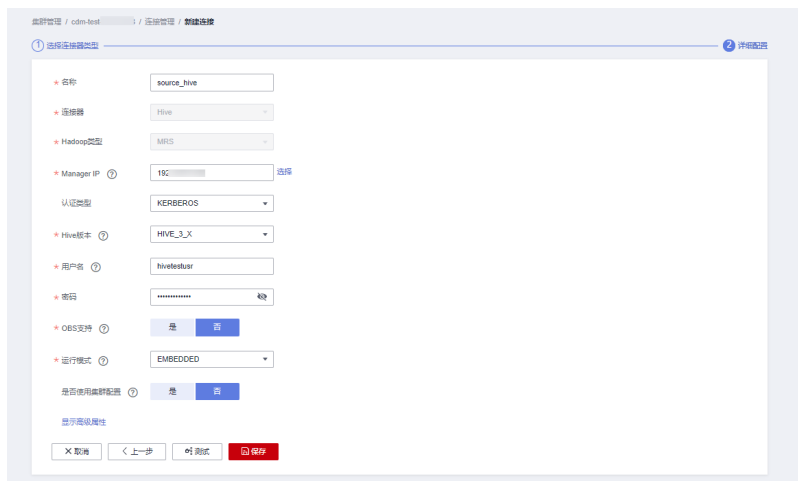 集群管理 / cdm-test / 连接管理 / 新建连接
1 选择连接器类型 2 详细配置
* 名称 source_hive
* 连接器 Hive
* Hadoop类型 MRS
* Manager IP ? 192 选择
认证类型 KERBEROS
* Hive版本 ? HIVE_3_X
* 用户名 ? hivetestusr
* 密码 •••••••••••••
* OBS支持 ? 是 否
* 运行模式 ? EMBEDDED
是否使用集群配置 ? 是 否
显示高级属性
取消 上一步 测试 保存